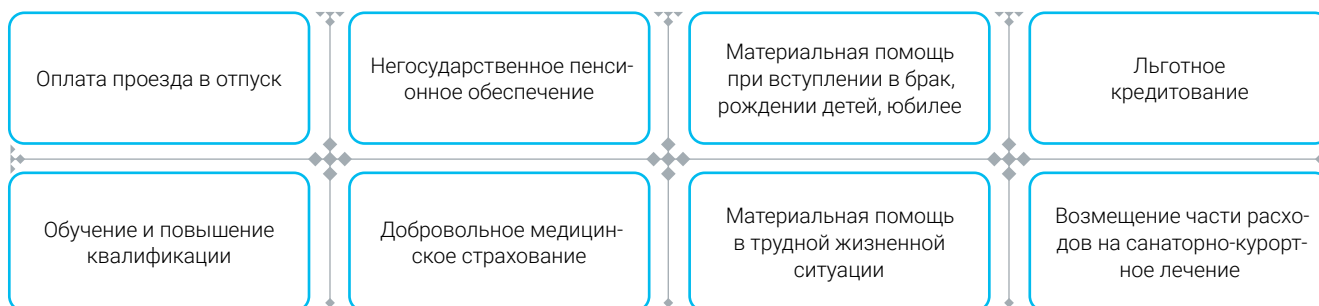 Оплата проезда в отпуск
Негосударственное пенси-
онное обеспечение
Материальная помощь
при вступлении в брак,
рождении детей, юбилее
Льготное
кредитование
Обучение и повышение
квалификации
Добровольное медицин-
ское страхование
Материальная помощь
в трудной жизненной
ситуации
Возмещение части расхо-
дов на санаторно-курорт-
ное лечение